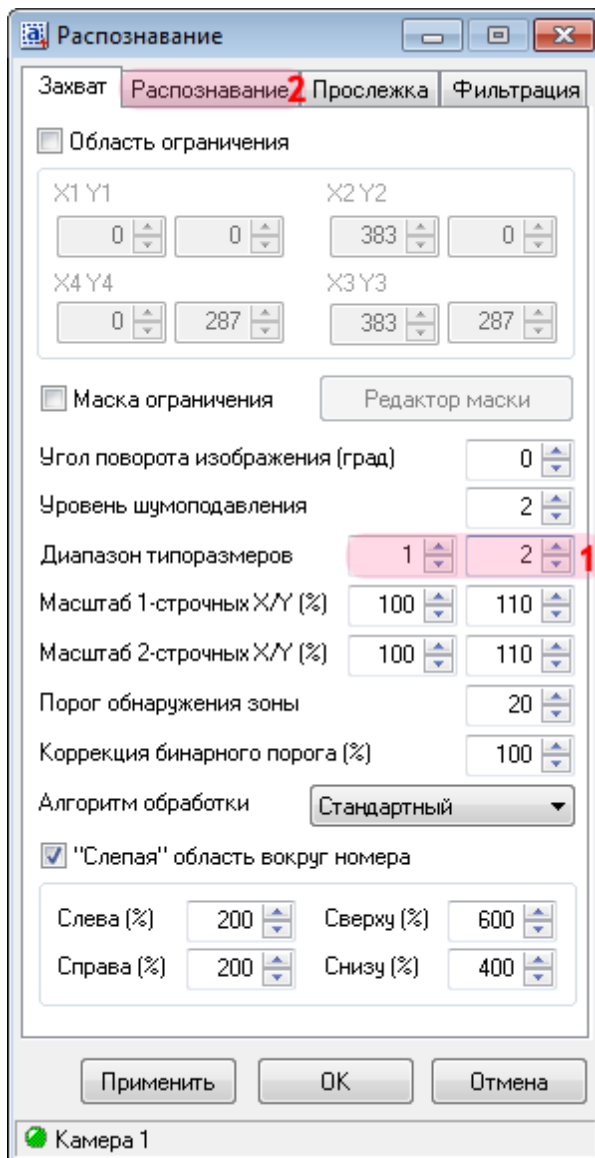 Распознавание
Захват Распознавание 2 Прослежка Фильтрация
Область ограничения
X1 Y1 X2 Y2
0 0 383 0
X4 Y4 X3 Y3
0 287 383 287
Маска ограничения Редактор маски
Угол поворота изображения (град) 0
Уровень шумоподавления 2
Диапазон типоразмеров 1 2 1
Масштаб 1-строчных X/Y (%) 100 110
Масштаб 2-строчных X/Y (%) 100 110
Порог обнаружения зоны 20
Коррекция бинарного порога (%) 100
Алгоритм обработки Стандартный
"Слепая" область вокруг номера
Слева (%) 200 Сверху (%) 600
Справа (%) 200 Снизу (%) 400
Применить OK Отмена
Камера 1